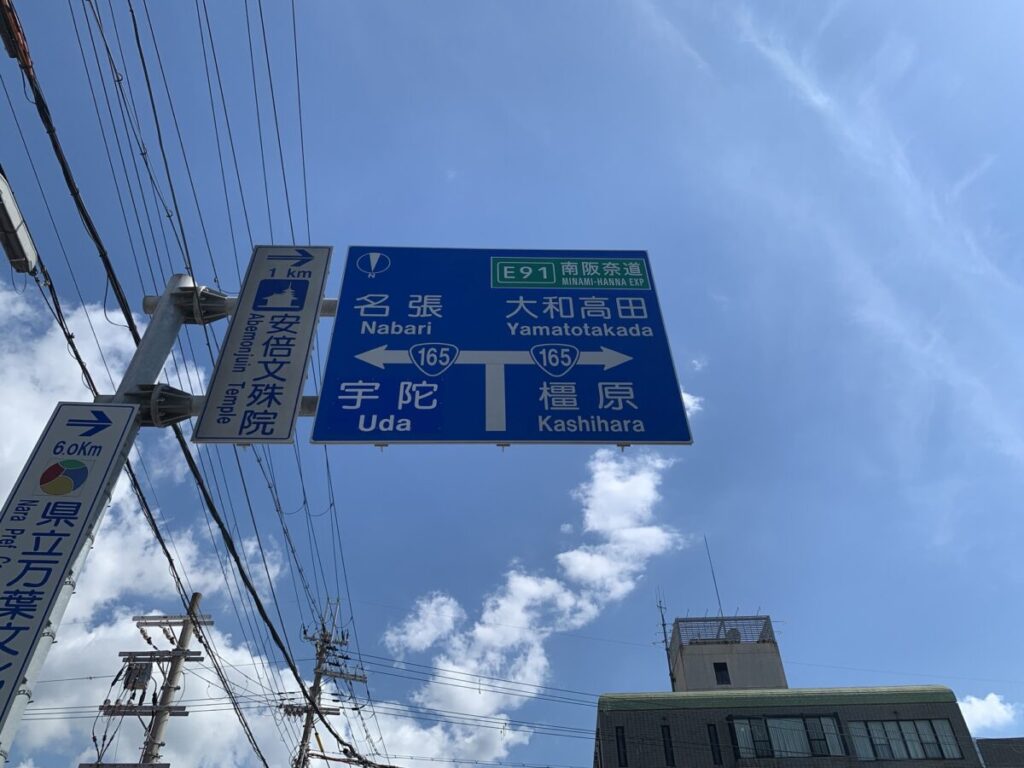 N
E91 南阪奈道
MINAMI-HANNA EXP
名張
Nabari
大和高田
Yamatotakada
165
165
宇陀
Uda
橿原
Kashihara
1 km
安倍文殊院
Abemonjuin Temple
6.0Km
県立万葉文
Nara Pref.